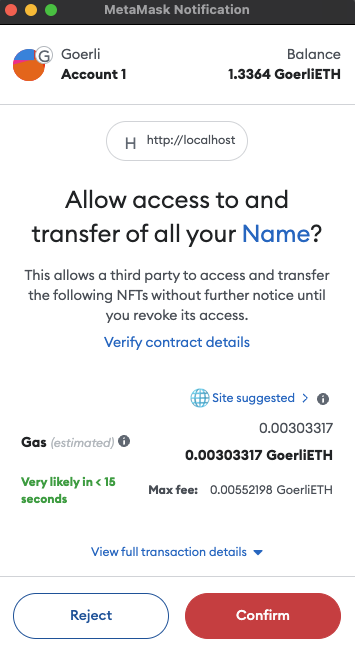 MetaMask Notification
G
Goerli
Account 1
Balance
1.3364 GoerliETH
H http://localhost
Allow access to and
transfer of all your Name?
This allows a third party to access and transfer
the following NFTs without further notice until
you revoke its access.
Verify contract details
Site suggested
Gas (estimated)
0.00303317
0.00303317 GoerliETH
Very likely in < 15
seconds
Max fee: 0.00552198 GoerliETH
View full transaction details
Reject
Confirm